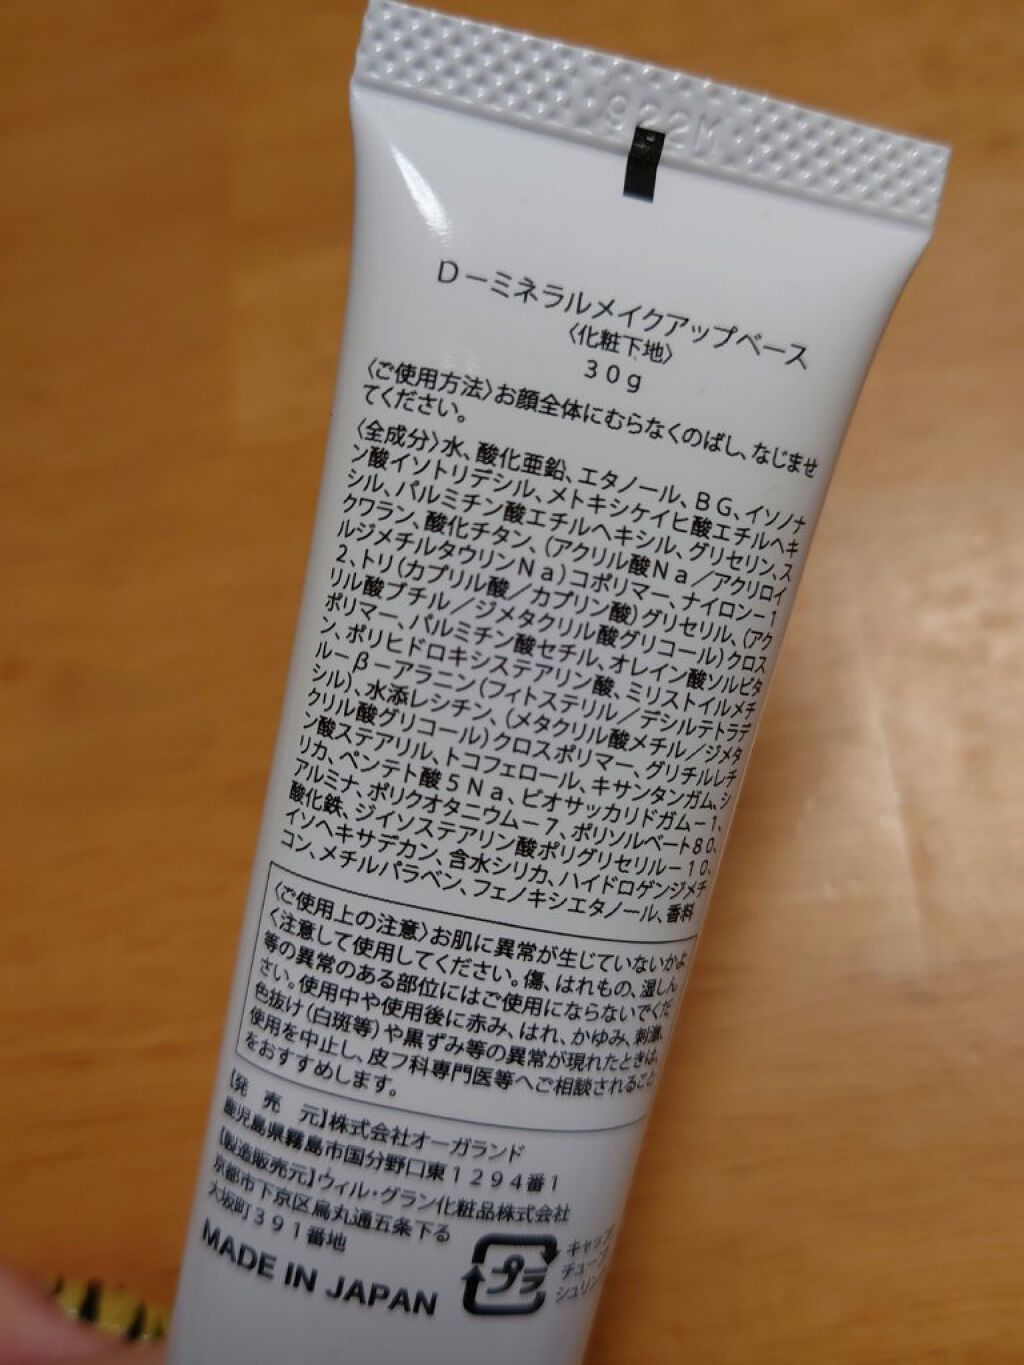 922M
D－ミネラルメイクアップベース
〈化粧下地〉
30g
〈ご使用方法〉お顔全体にむらなくのばし、なじませ
てください。
〈全成分〉水、酸化亜鉛、エタノール、BG、イソノナ
ン酸イソトリデシル、メトキシケイヒ酸エチルヘキ
シル、パルミチン酸エチルヘキシル、グリセリン、ス
クワラン、酸化チタン、(アクリル酸Na／アクリロイ
ルジメチルタウリンNa)コポリマー、ナイロン－1
2、トリ(カプリル酸／カプリン酸)グリセリル、(アク
リル酸ブチル／ジメタクリル酸グリコール)クロス
ポリマー、パルミチン酸セチル、オレイン酸ソルビタ
ン、ポリヒドロキシステアリン酸、ミリストイルメチ
ル－β－アラニン(フィトステリル／デシルテトラデ
シル)、水添レシチン、(メタクリル酸メチル／ジメタ
クリル酸グリコール)クロスポリマー、グリチルレチ
ン酸ステアリル、トコフェロール、キサンタンガム、シ
リカ、ペンテト酸5Na、ビオサッカリドガム－1、
アルミナ、ポリクオタニウム－7、ポリソルベート80、
酸化鉄、ジイソステアリン酸ポリグリセリル－10、
イソヘキサデカン、含水シリカ、ハイドロゲンジメチ
コン、メチルパラベン、フェノキシエタノール、香料
〈ご使用上の注意〉お肌に異常が生じていないかよ
く注意して使用してください。傷、はれもの、湿しん
等の異常のある部位にはご使用にならないでくだ
さい。使用中や使用後に赤み、はれ、かゆみ、刺激、
色抜け(白斑等)や黒ずみ等の異常が現れたときは、
使用を中止し、皮フ科専門医等へご相談されること
をおすすめします。
【発 売 元】株式会社オーガランド
鹿児島県霧島市国分野口東1294番1
【製造販売元】ウィル・グラン化粧品株式会社
京都市下京区烏丸通五条下る
大坂町391番地
MADE IN JAPAN
プラ
キャップ
チューブ
シュリン